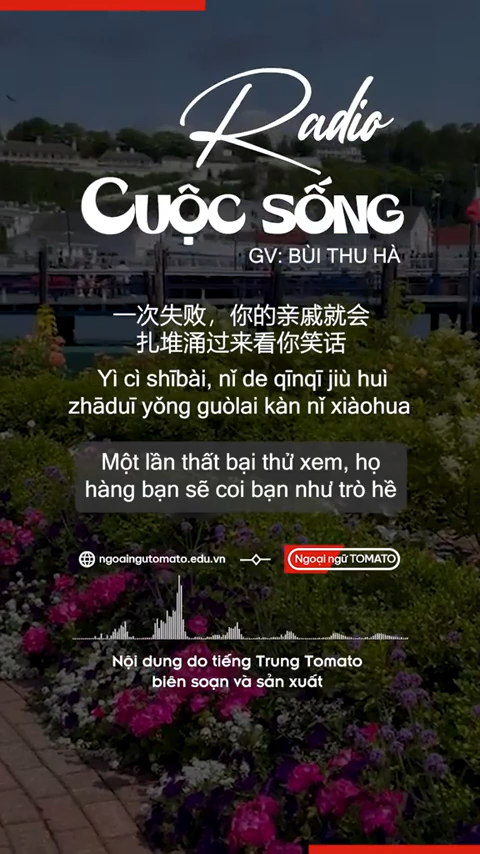 Radio
CUỘC SỐNG
GV: BÙI THU HÀ
一次失败，你的亲戚就会
扎堆涌过来看你笑话
Yì cì shībài, nǐ de qīnqī jiù huì
zhāduī yǒng guòlai kàn nǐ xiàohua
Một lần thất bại thử xem, họ
hàng bạn sẽ coi bạn như trò hề
ngoaingutomato.edu.vn
Ngoại ngữ TOMATO
Nội dung do tiếng Trung Tomato
biên soạn và sản xuất